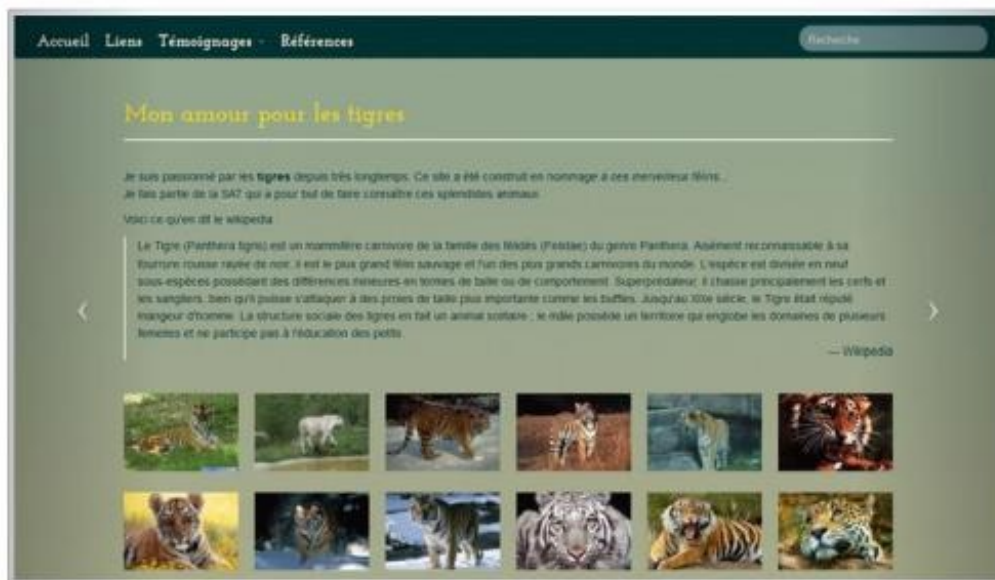 Accueil Liens Témoignages Références
Recherche
Mon amour pour les tigres
Je suis passionné par les tigres depuis très longtemps. Ce site a été construit en hommage à ces merveilleux félins...
Je fais partie de la SAT qui a pour but de faire connaître ces splendides animaux.
Voici ce qu'en dit le wikipedia
Le Tigre (Panthera tigris) est un mammifère carnivore de la famille des félidés (Felidae) du genre Panthera. Aisément reconnaissable à sa
fourrure rousse rayée de noir, il est le plus grand félin sauvage et l'un des plus grands carnivores du monde. L'espèce est divisée en neuf
sous-espèces possédant des différences mineures en termes de taille ou de comportement. Superprédateur, il chasse principalement les cerfs et
les sangliers, bien qu'il puisse s'attaquer à des proies de taille plus importante comme les buffles. Jusqu'au XIXe siècle, le Tigre était réputé
mangeur d'homme. La structure sociale des tigres en fait un animal solitaire ; le mâle possède un territoire qui englobe les domaines de plusieurs
femelles et ne participe pas à l'éducation des petits.
— Wikipedia